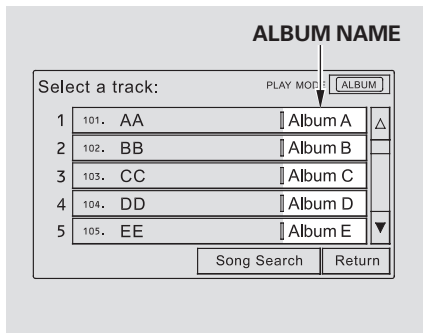 ALBUM NAME
Select a track: PLAY MODE ALBUM
1 101. AA Album A
2 102. BB Album B
3 103. CC Album C
4 104. DD Album D
5 105. EE Album E
Song Search Return